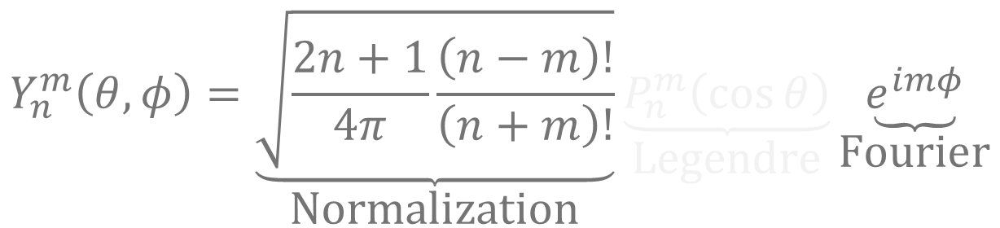 Y_n^m(θ, ϕ) = √((2n + 1)/(4π) (n − m)!/(n + m)!) P_n^m(cos θ) e^{imϕ}
Normalization Legendre Fourier